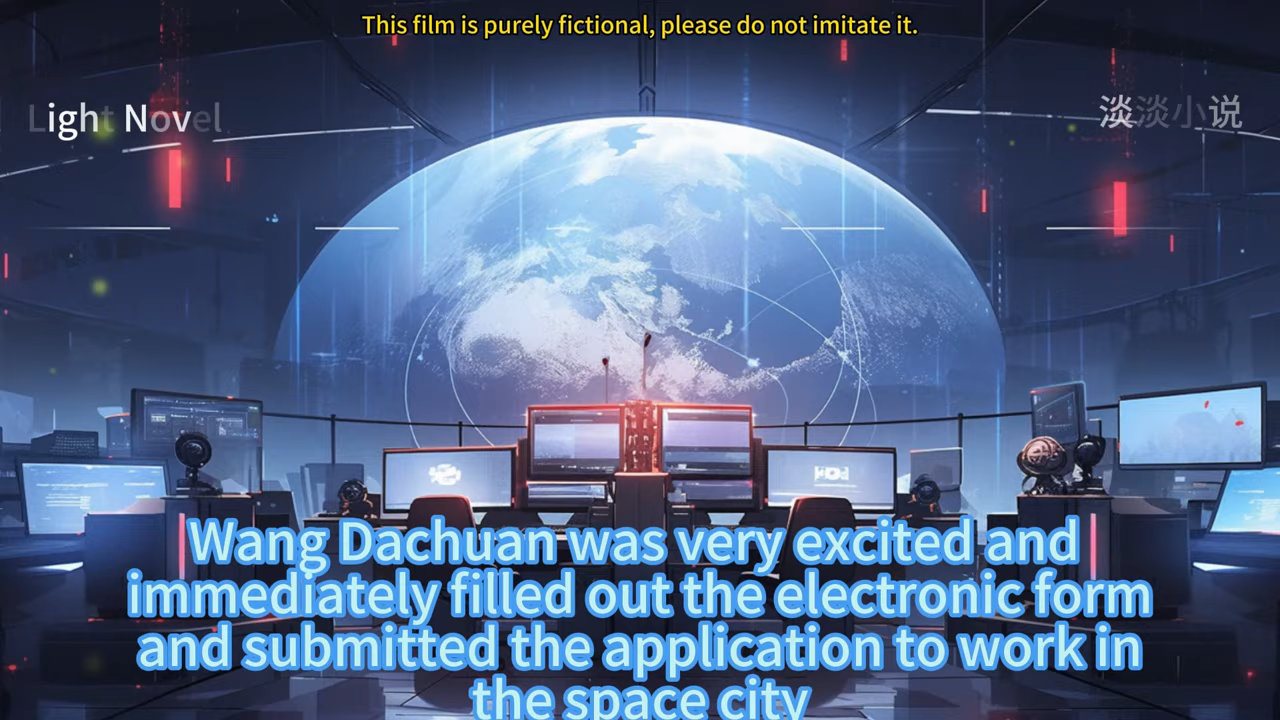 This film is purely fictional, please do not imitate it.
Light Novel
淡淡小说
Wang Dachuan was very excited and
immediately filled out the electronic form
and submitted the application to work in
the space city